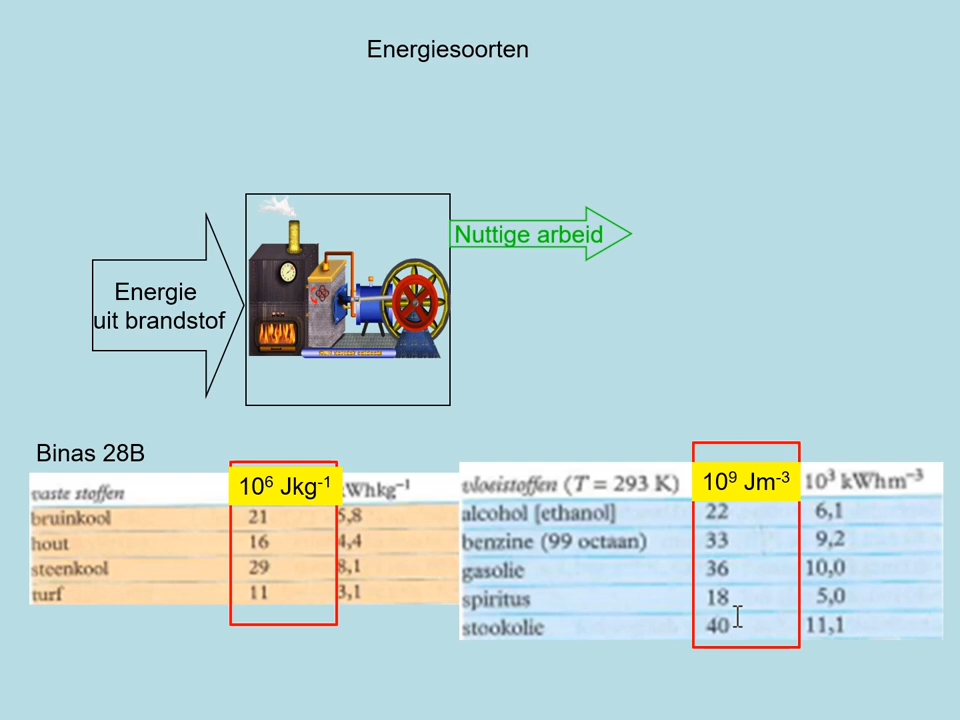 Energiesoorten
Nuttige arbeid
Energie
uit brandstof
Binas 28B
vaste stoffen 10⁶ Jkg⁻¹ kWhkg⁻¹
bruinkool 21 5,8
hout 16 4,4
steenkool 29 8,1
turf 11 3,1
vloeistoffen (T = 293 K) 10⁹ Jm⁻³ 10³ kWhm⁻³
alcohol [ethanol] 22 6,1
benzine (99 octaan) 33 9,2
gasolie 36 10,0
spiritus 18 5,0
stookolie 40 11,1